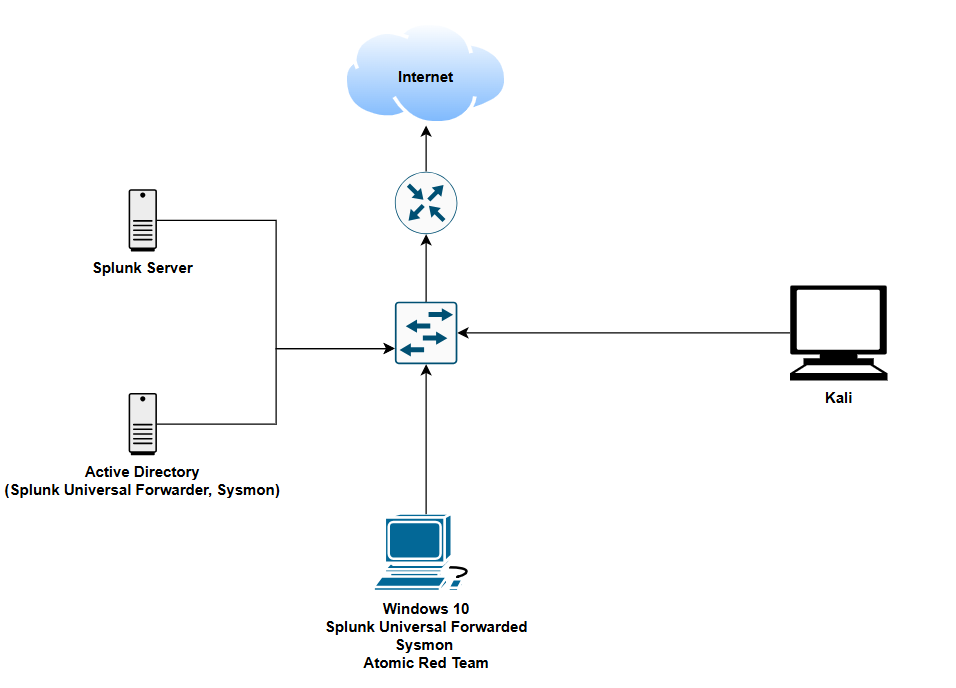 Internet
Splunk Server
Kali
Active Directory
(Splunk Universal Forwarder, Sysmon)
Windows 10
Splunk Universal Forwarded
Sysmon
Atomic Red Team